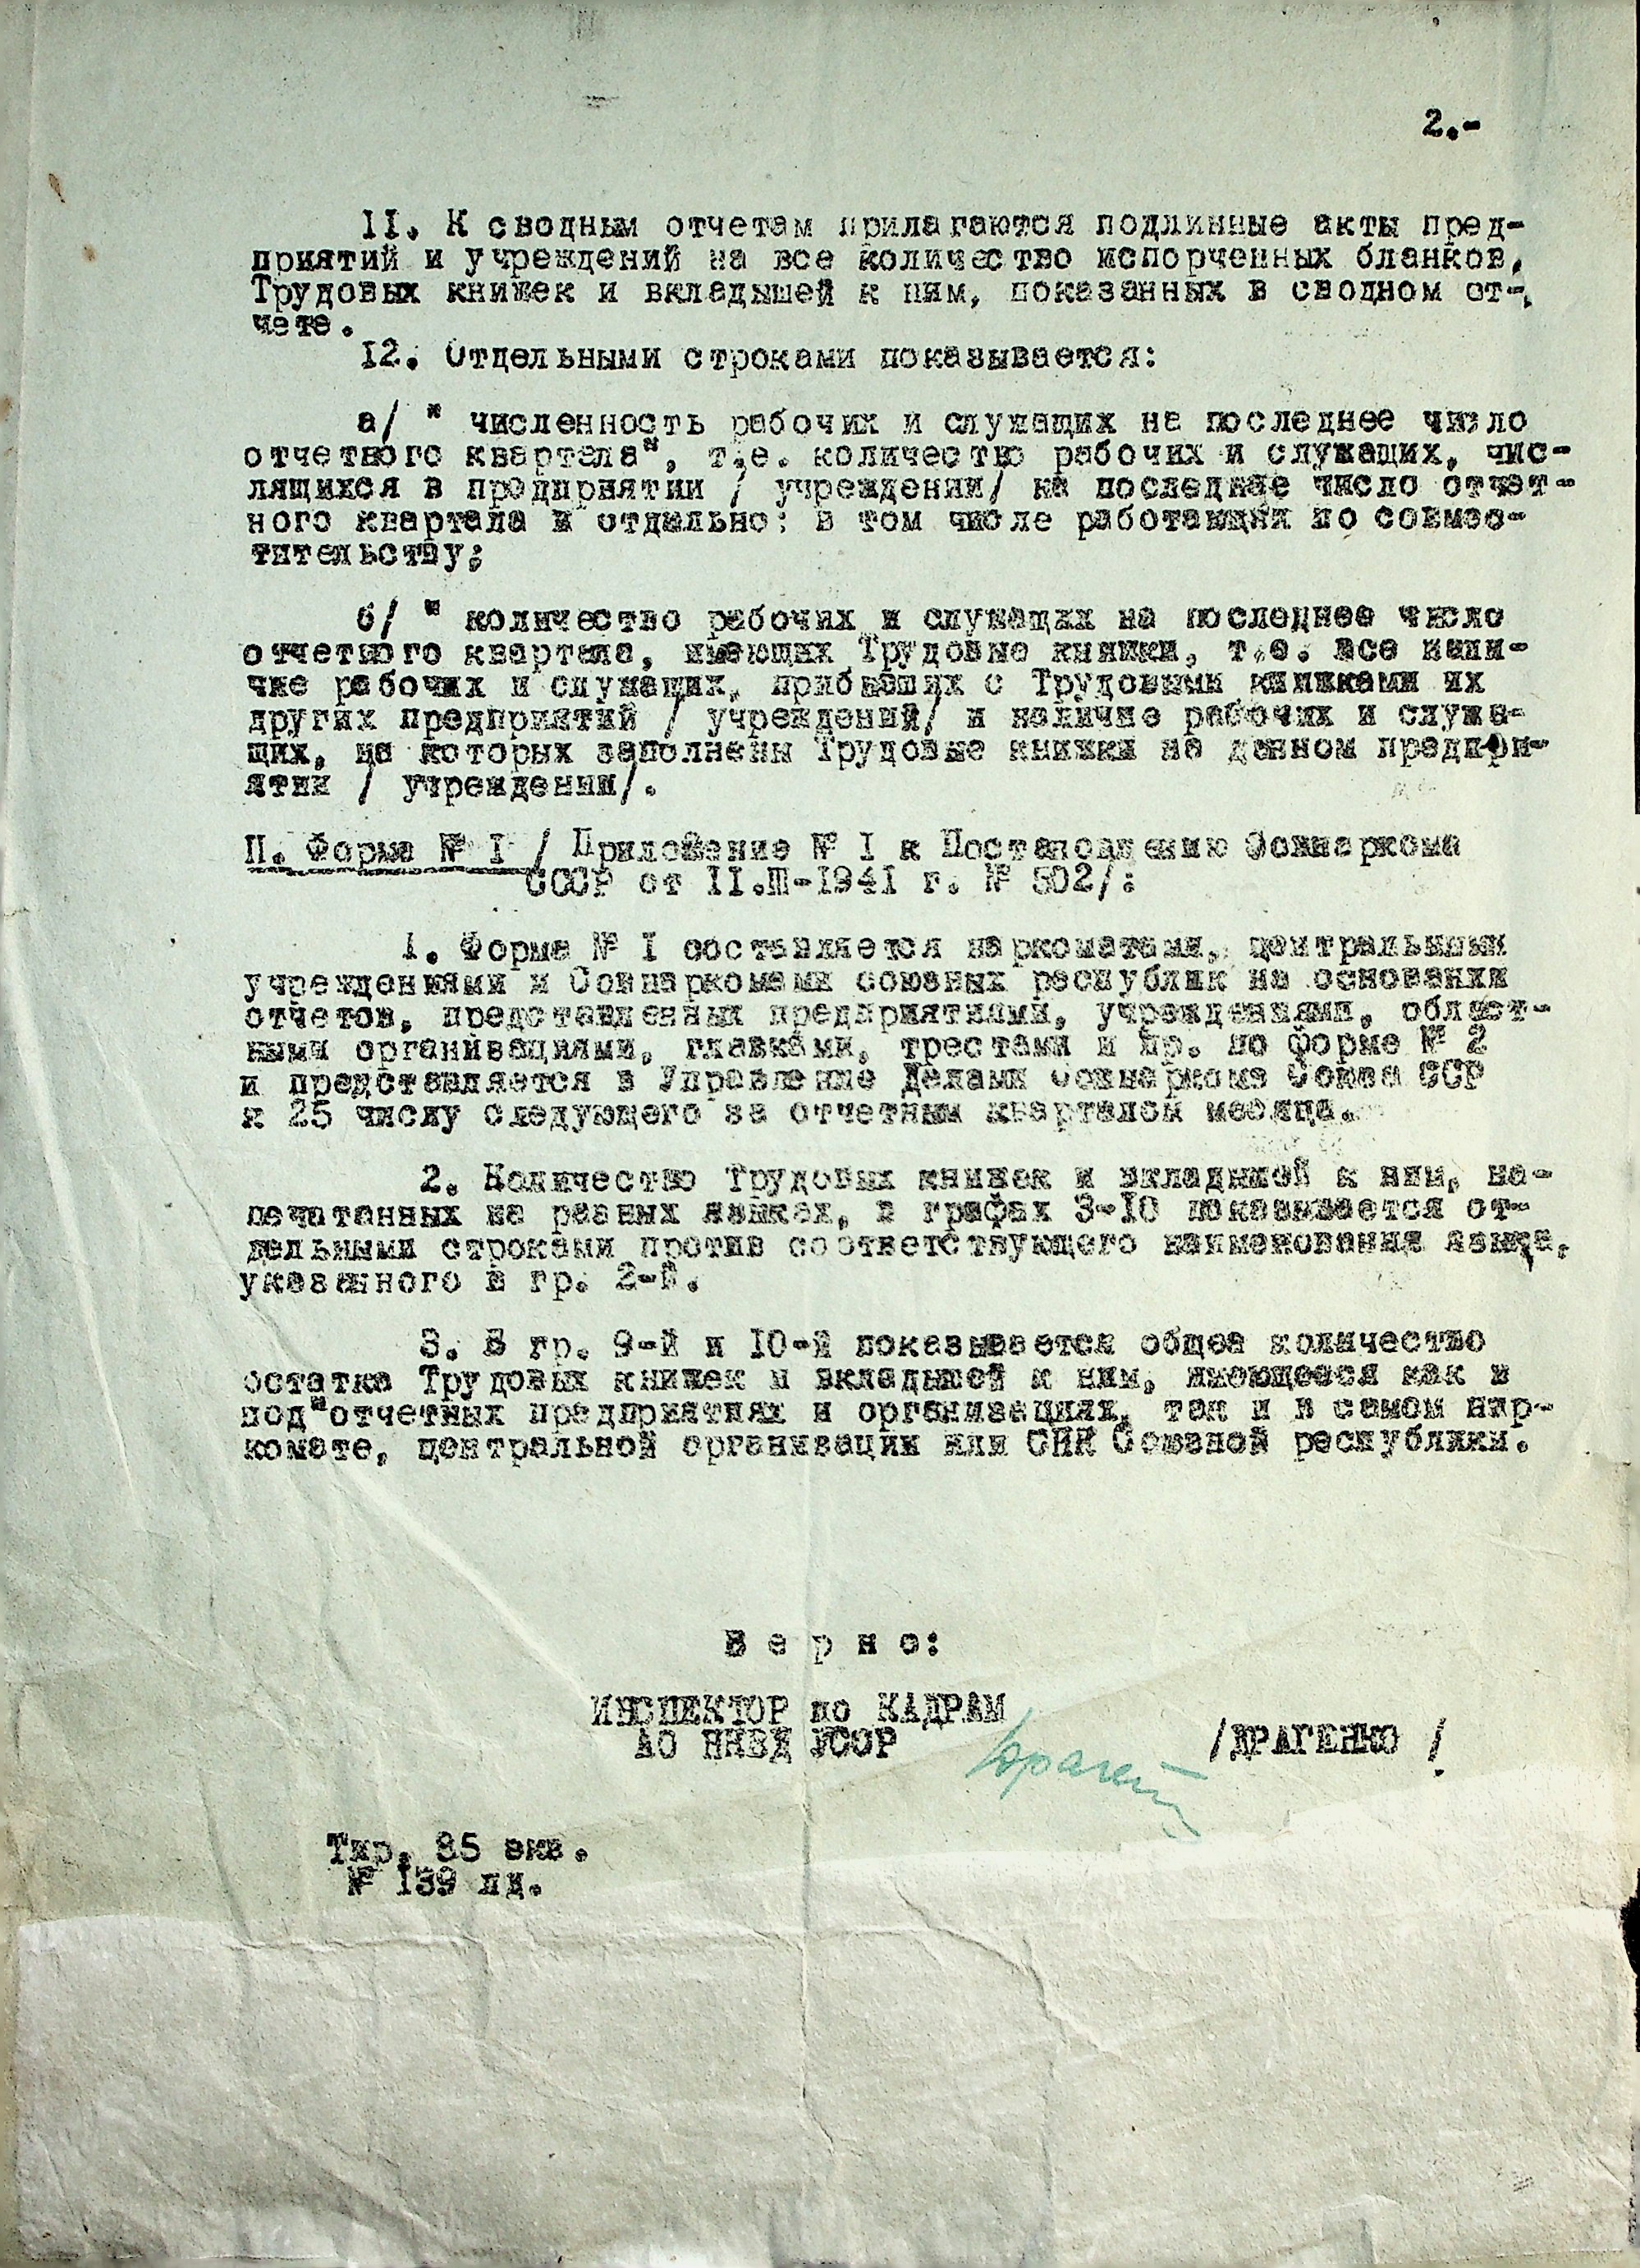 2.-
II. К сводным отчетам прилагаются подлинные акты пред-
приятий и учреждений на все количество испорченных бланков,
Трудовых книжек и вкладышей к ним, показанных в сводном от-
чете.
I2. Отдельными строками показывается:
а/ " численность рабочих и служащих на последнее число
отчетного квартала", т.е. количество рабочих и служащих, чис-
лящихся в предприятии / учреждении/ на последнее число отчет-
ного квартала и отдельно: в том числе работающих по совмес-
тительству;
б/ " количество рабочих и служащих на последнее число
отчетного квартала, имеющих Трудовые книжки, т.е. все нали-
чие рабочих и служащих, прибывших с Трудовыми книжками их
других предприятий / учреждений/ и наличие рабочих и служа-
щих, на которых заполнены Трудовые книжки на данном предпри-
ятии / учреждении/.
П. Форма № I / Приложение № I к Постановлению Совнаркома
СССР от II.Ш-I941 г. № 502/:
1. Форма № I составляется наркоматами, центральными
учреждениями и Совнаркомами союзных республик на основании
отчетов, представленных предприятиями, учреждениями, област-
ными организациями, главками, трестами и пр. по форме № 2
и представляется в Управление Делами Совнаркома Союза ССР
к 25 числу следующего за отчетным кварталом месяца.
2. Количество Трудовых книжек и вкладышей к ним, на-
печатанных на разных языках, в графах 3-IO показывается от-
дельными строками против соответствующего наименования языка,
указанного в гр. 2-й.
3. В гр. 9-й и IO-й показывается общее количество
остатка Трудовых книжек и вкладышей к ним, имеющееся как в
под"отчетных предприятиях и организациях, так и в самом нар-
комате, центральной организации или СНК Союзной республики.
В е р н о:
ИНСПЕКТОР по КАДРАМ
АО НКВД УССР
/ДРАГЕНКО /
Тир. 85 экз.
№ I39 лд.